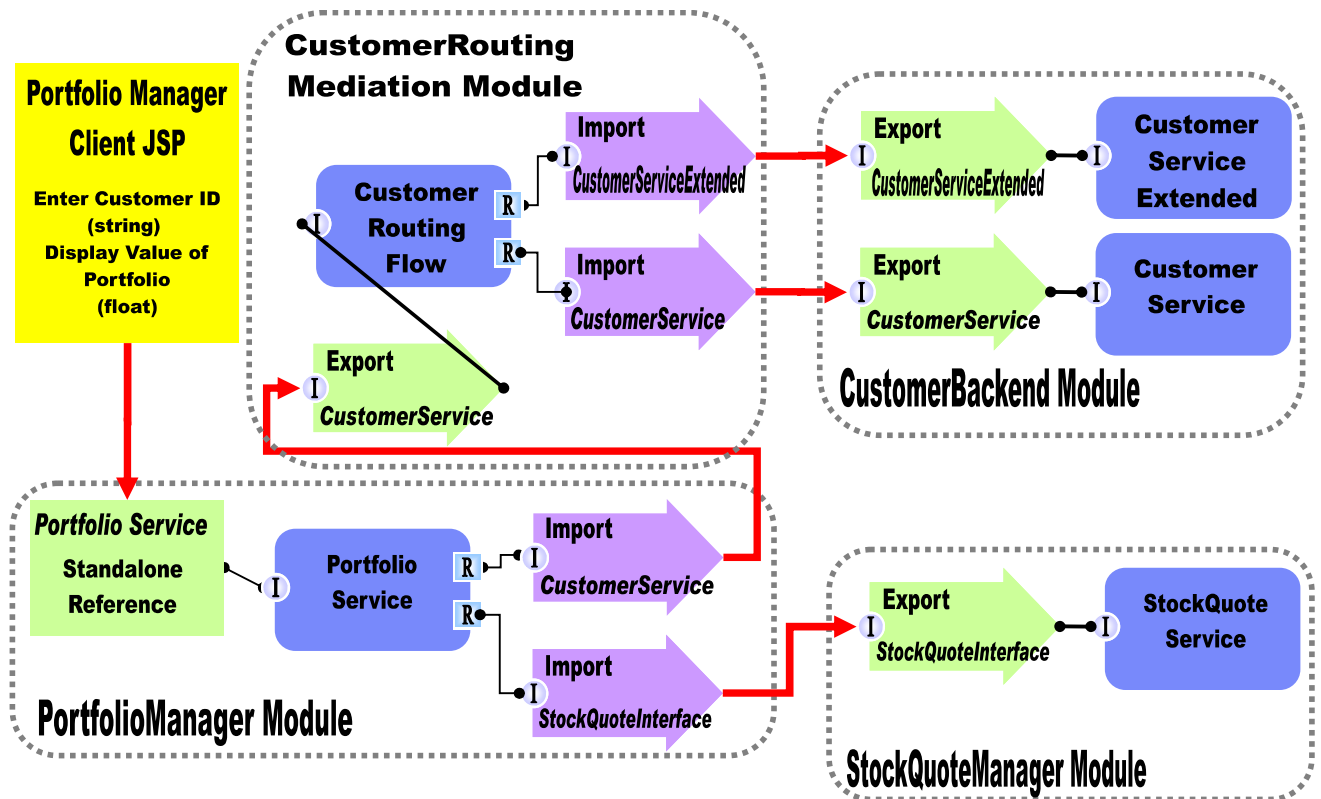 Portfolio Manager
Client JSP
Enter Customer ID
(string)
Display Value of
Portfolio
(float)
CustomerRouting
Mediation Module
Customer
Routing
Flow
I
R
R
Import
I
CustomerServiceExtended
Import
I
CustomerService
Export
I
CustomerService
Export
I
CustomerServiceExtended
I
Customer
Service
Extended
Export
I
CustomerService
I
Customer
Service
CustomerBackend Module
Portfolio Service
Standalone
Reference
I
Portfolio
Service
R
R
Import
I
CustomerService
Import
I
StockQuoteInterface
PortfolioManager Module
Export
I
StockQuoteInterface
I
StockQuote
Service
StockQuoteManager Module